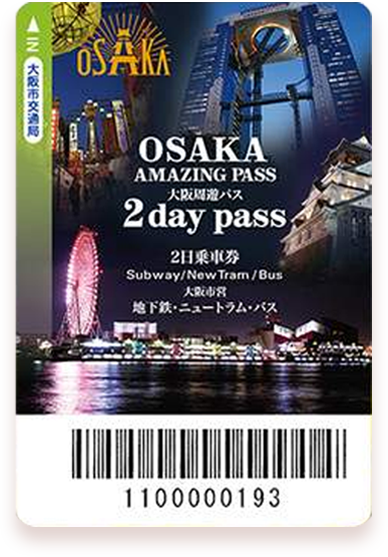 OSAKA
IN
大阪市交通局
OSAKA
AMAZING PASS
大阪周遊パス
2day pass
2日乗車券
Subway/NewTram/Bus
大阪市営
地下鉄・ニュートラム・バス
1100000193